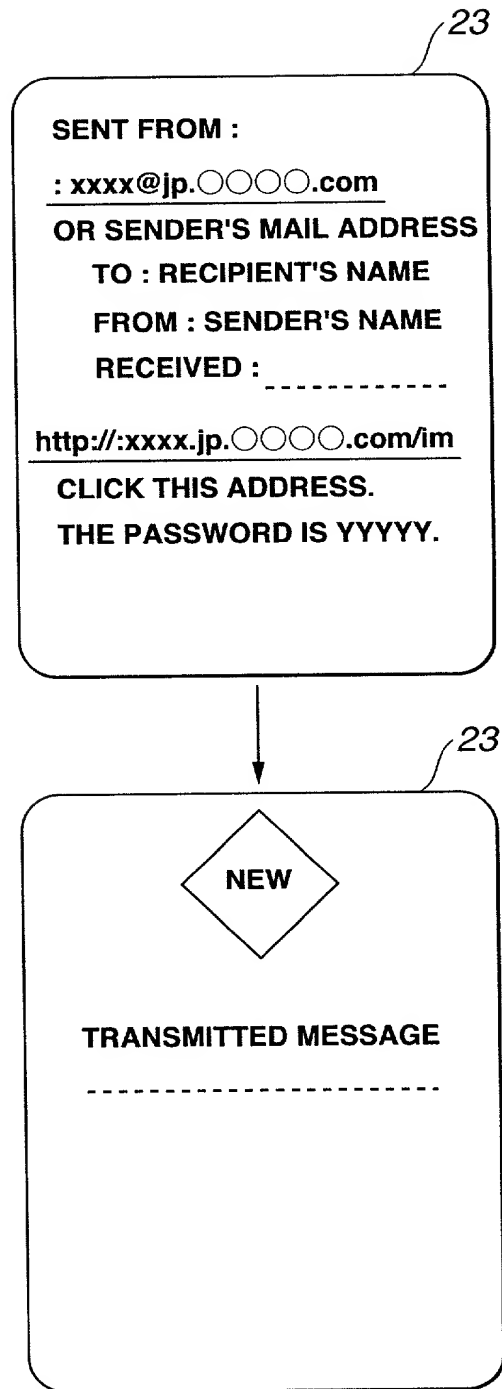 23
SENT FROM :
: xxxx@jp.○○○○.com
OR SENDER'S MAIL ADDRESS
TO : RECIPIENT'S NAME
FROM : SENDER'S NAME
RECEIVED :
http://:xxxx.jp.○○○○.com/im
CLICK THIS ADDRESS.
THE PASSWORD IS YYYYY.
23
NEW
TRANSMITTED MESSAGE